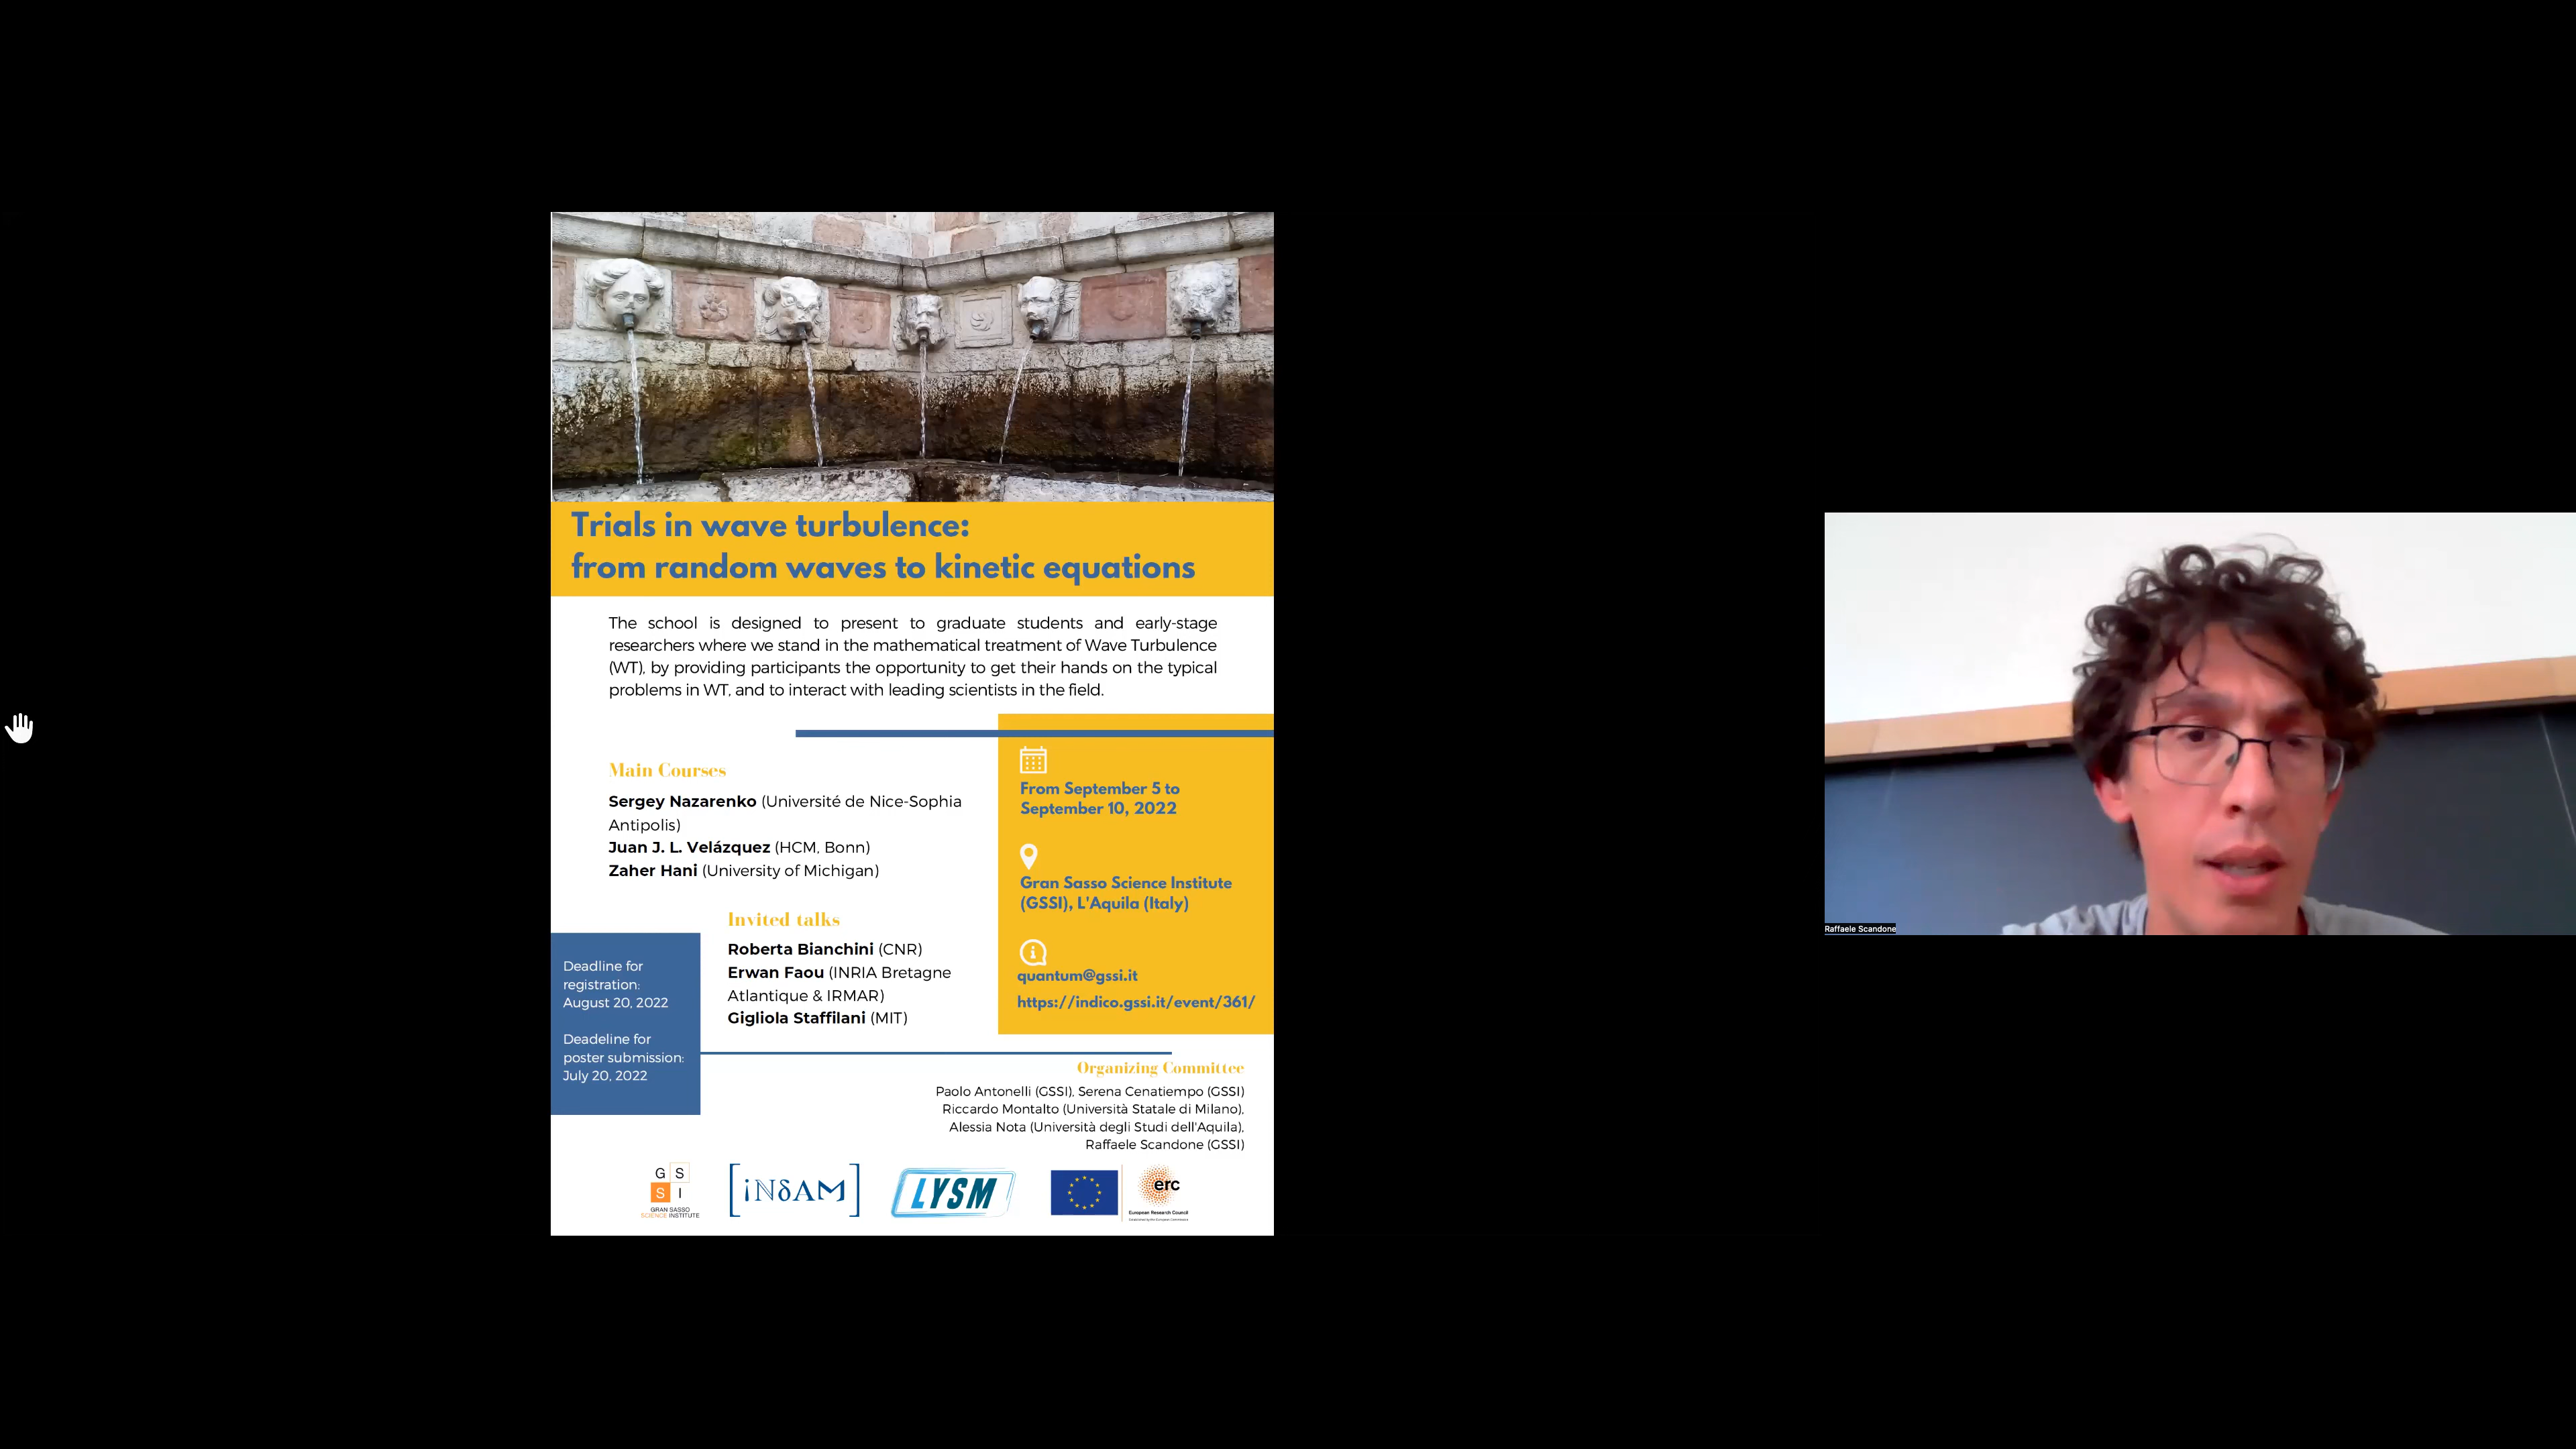 Trials in wave turbulence:
from random waves to kinetic equations
The school is designed to present to graduate students and early-stage
researchers where we stand in the mathematical treatment of Wave Turbulence
(WT), by providing participants the opportunity to get their hands on the typical
problems in WT, and to interact with leading scientists in the field.
Main Courses
Sergey Nazarenko (Université de Nice-Sophia
Antipolis)
Juan J. L. Velázquez (HCM, Bonn)
Zaher Hani (University of Michigan)
From September 5 to
September 10, 2022
Gran Sasso Science Institute
(GSSI), L'Aquila (Italy)
quantum@gssi.it
https://indico.gssi.it/event/361/
Invited talks
Roberta Bianchini (CNR)
Erwan Faou (INRIA Bretagne
Atlantique & IRMAR)
Gigliola Staffilani (MIT)
Deadline for
registration:
August 20, 2022
Deadeline for
poster submission:
July 20, 2022
Organizing Committee
Paolo Antonelli (GSSI), Serena Cenatiempo (GSSI)
Riccardo Montalto (Università Statale di Milano),
Alessia Nota (Università degli Studi dell'Aquila),
Raffaele Scandone (GSSI)
G S
S I
GRAN SASSO
SCIENCE INSTITUTE
[iNδAM]
LYSM
erc
European Research Council
Raffaele Scandone